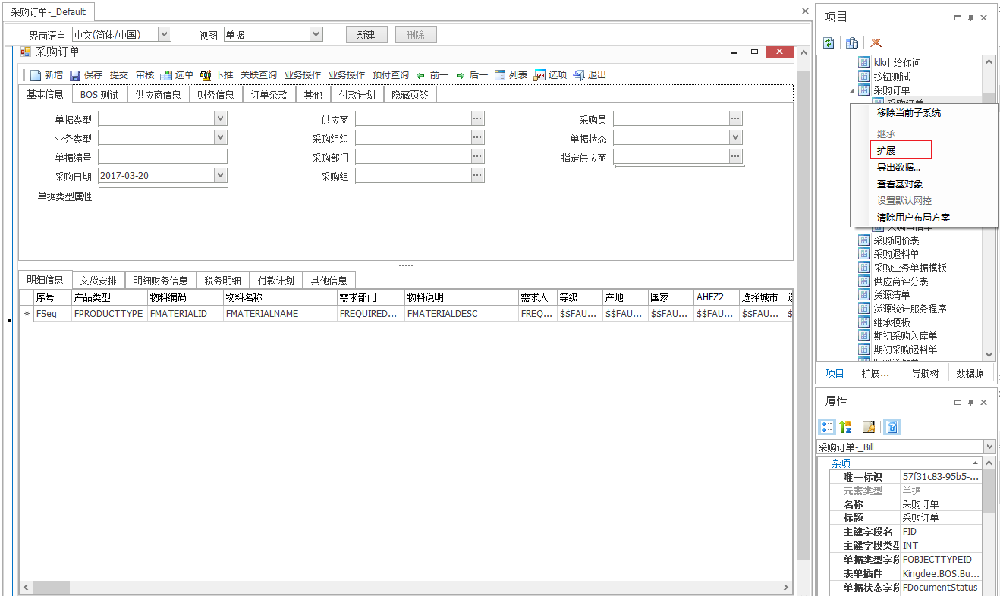 采购订单-_Default
界面语言 中文(简体/中国) 视图 单据 新建 删除
采购订单
新增 保存 提交 审核 选单 下推 关联查询 业务操作 业务操作 预付查询 前一 后一 列表 选项 退出
基本信息 BOS 测试 供应商信息 财务信息 订单条款 其他 付款计划 隐藏页签
单据类型 供应商 采购员
业务类型 采购组织 单据状态
单据编号 采购部门 指定供应商
采购日期 2017-03-20 采购组
单据类型属性
明细信息 交货安排 明细财务信息 税务明细 付款计划 其他信息
序号 产品类型 物料编码 物料名称 需求部门 物料说明 需求人 等级 产地 国家 AHFZ2 选择城市
FSeq FPRODUCTTYPE FMATERIALID FMATERIALNAME FREQUIRED... FMATERIALDESC FREQ... $$FAU... $$FAU... $$FAU... $$FAU... $$FAU...
项目
klk中给你问
按钮测试
采购订单
采购订单
移除当前子系统
继承
扩展
导出数据...
查看基对象
设置默认网控
清除用户布局方案
采购申请单
采购调价表
采购退料单
采购业务单据模板
供应商评分表
货源清单
货源统计服务程序
继承模板
期初采购入库单
期初采购退料单
项目 扩展... 导航树 数据源
属性
采购订单-_Bill
杂项
唯一标识 57f31c83-95b5-...
元素类型 单据
名称 采购订单
标题 采购订单
主键字段名 FID
主键字段类型 INT
单据类型字段 FOBJECTTYPEID
表单插件 Kingdee.BOS.Bu...
单据状态字段 FDocumentStatus